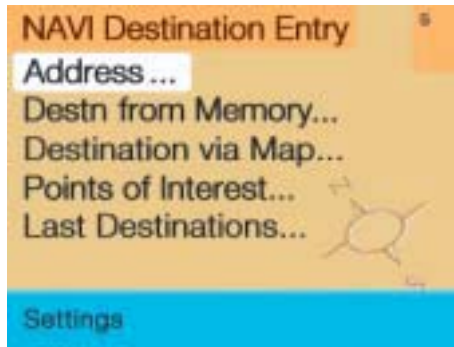 NAVI Destination Entry
Address...
Destn from Memory...
Destination via Map...
Points of Interest...
Last Destinations...
Settings